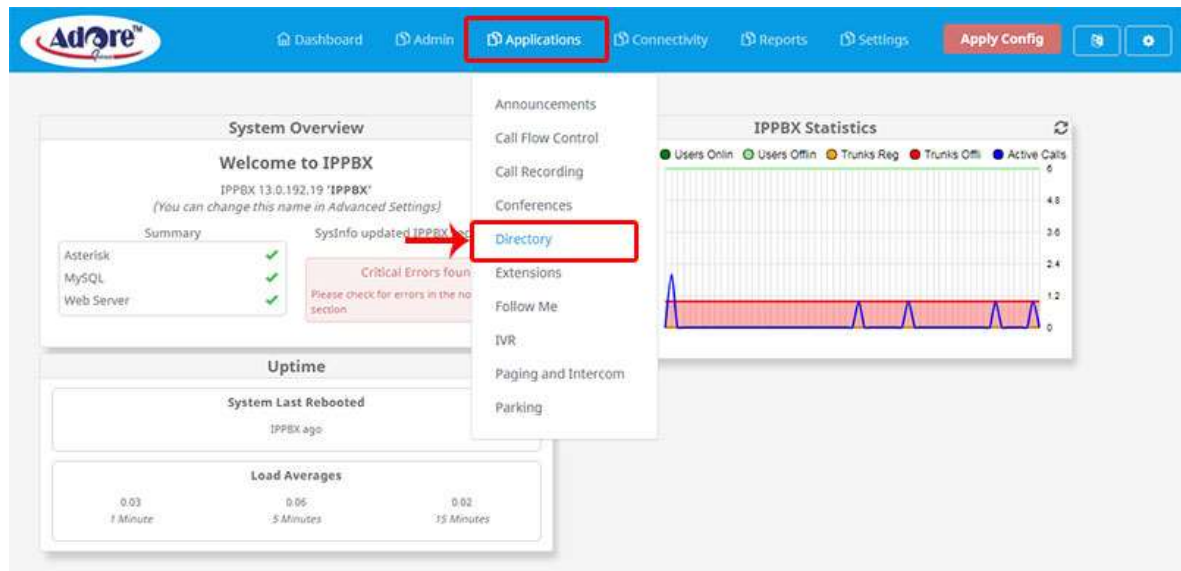 Adore™
Dashboard Admin Applications Connectivity Reports Settings Apply Config
Announcements
Call Flow Control
Call Recording
Conferences
Directory
Extensions
Follow Me
IVR
Paging and Intercom
Parking
System Overview
Welcome to IPPBX
IPPBX 13.0.192.19 'IPPBX'
(You can change this name in Advanced Settings)
Summary
Asterisk
MySQL
Web Server
SysInfo updated IPPBX
Critical Errors foun
Please check for errors in the no
section
IPPBX Statistics
Users Onlin Users Offlin Trunks Reg Trunks Offli Active Calls
6
4.8
3.6
2.4
1.2
0
Uptime
System Last Rebooted
IPPBX ago
Load Averages
0.03 0.06 0.02
1 Minute 5 Minutes 15 Minutes